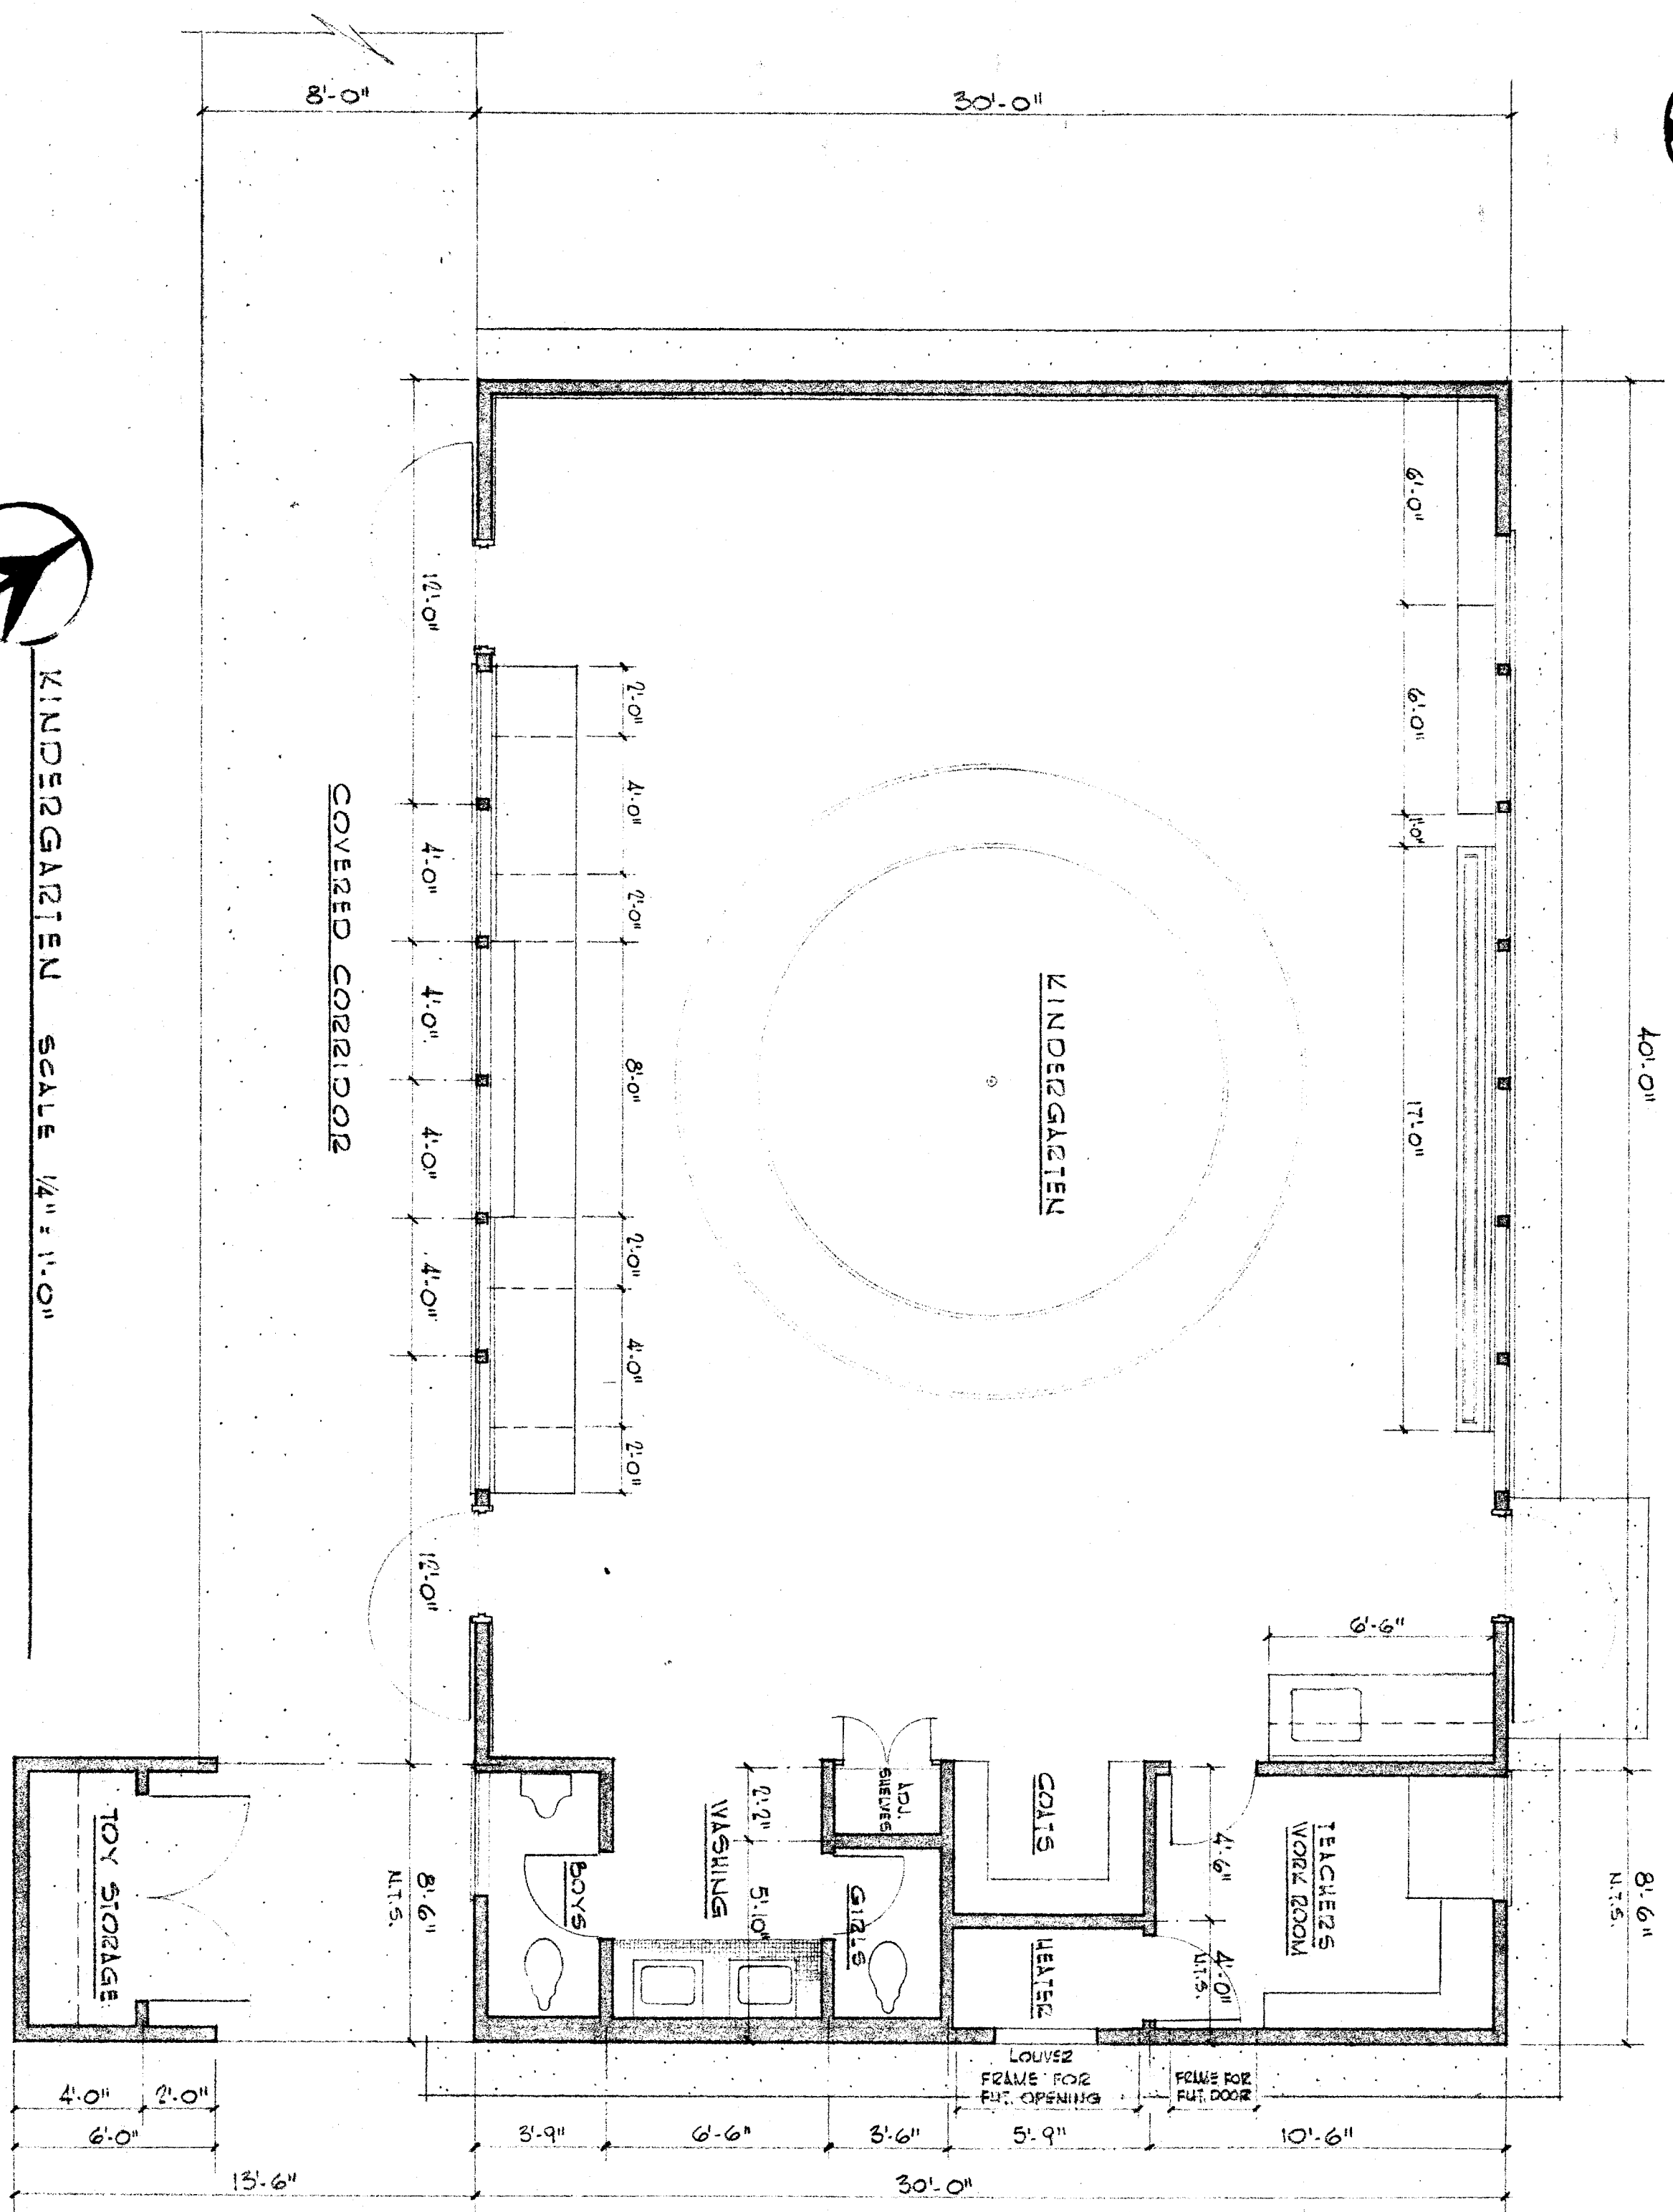 8'-0"
30'-0"
40'-0"
8'-6"
N.T.S.
6'-0"
6'-0"
1'-0"
17'-0"
12'-0"
4'-0"
4'-0"
4'-0"
4'-0"
12'-0"
8'-6"
N.T.S.
2'-0"
4'-0"
2'-0"
8'-0"
2'-0"
4'-0"
2'-0"
KINDERGARTEN
COVERED CORRIDOR
KINDERGARTEN SCALE 1/4" = 1'-0"
6'-6"
TEACHERS
WORK ROOM
4'-6"
4'-0"
N.T.S.
COATS
HEATER
ADJ.
SHELVES
GIRLS
2'-2"
5'-10"
WASHING
BOYS
TOY STORAGE
LOUVER
FRAME FOR
FUT. OPENING
FRAME FOR
FUT. DOOR
4'-0"
2'-0"
6'-0"
3'-9"
6'-6"
3'-6"
5'-9"
10'-6"
13'-6"
30'-0"